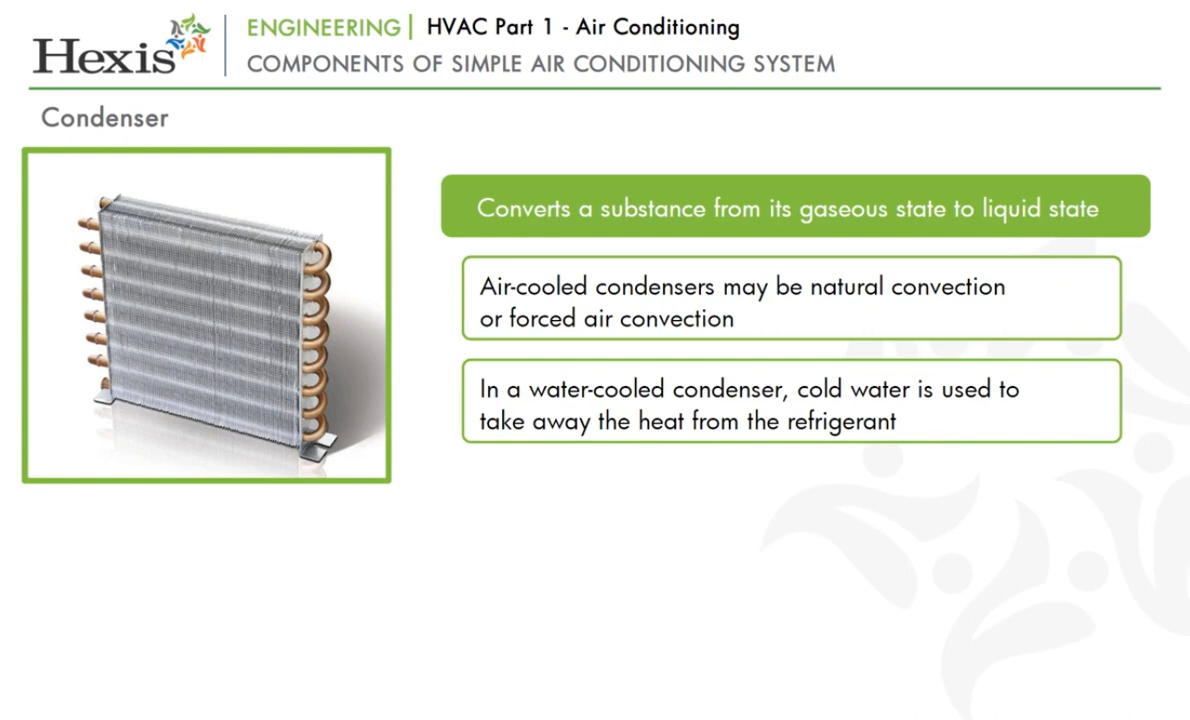 Hexis
ENGINEERING | HVAC Part 1 - Air Conditioning
COMPONENTS OF SIMPLE AIR CONDITIONING SYSTEM
Condenser
Converts a substance from its gaseous state to liquid state
Air-cooled condensers may be natural convection
or forced air convection
In a water-cooled condenser, cold water is used to
take away the heat from the refrigerant